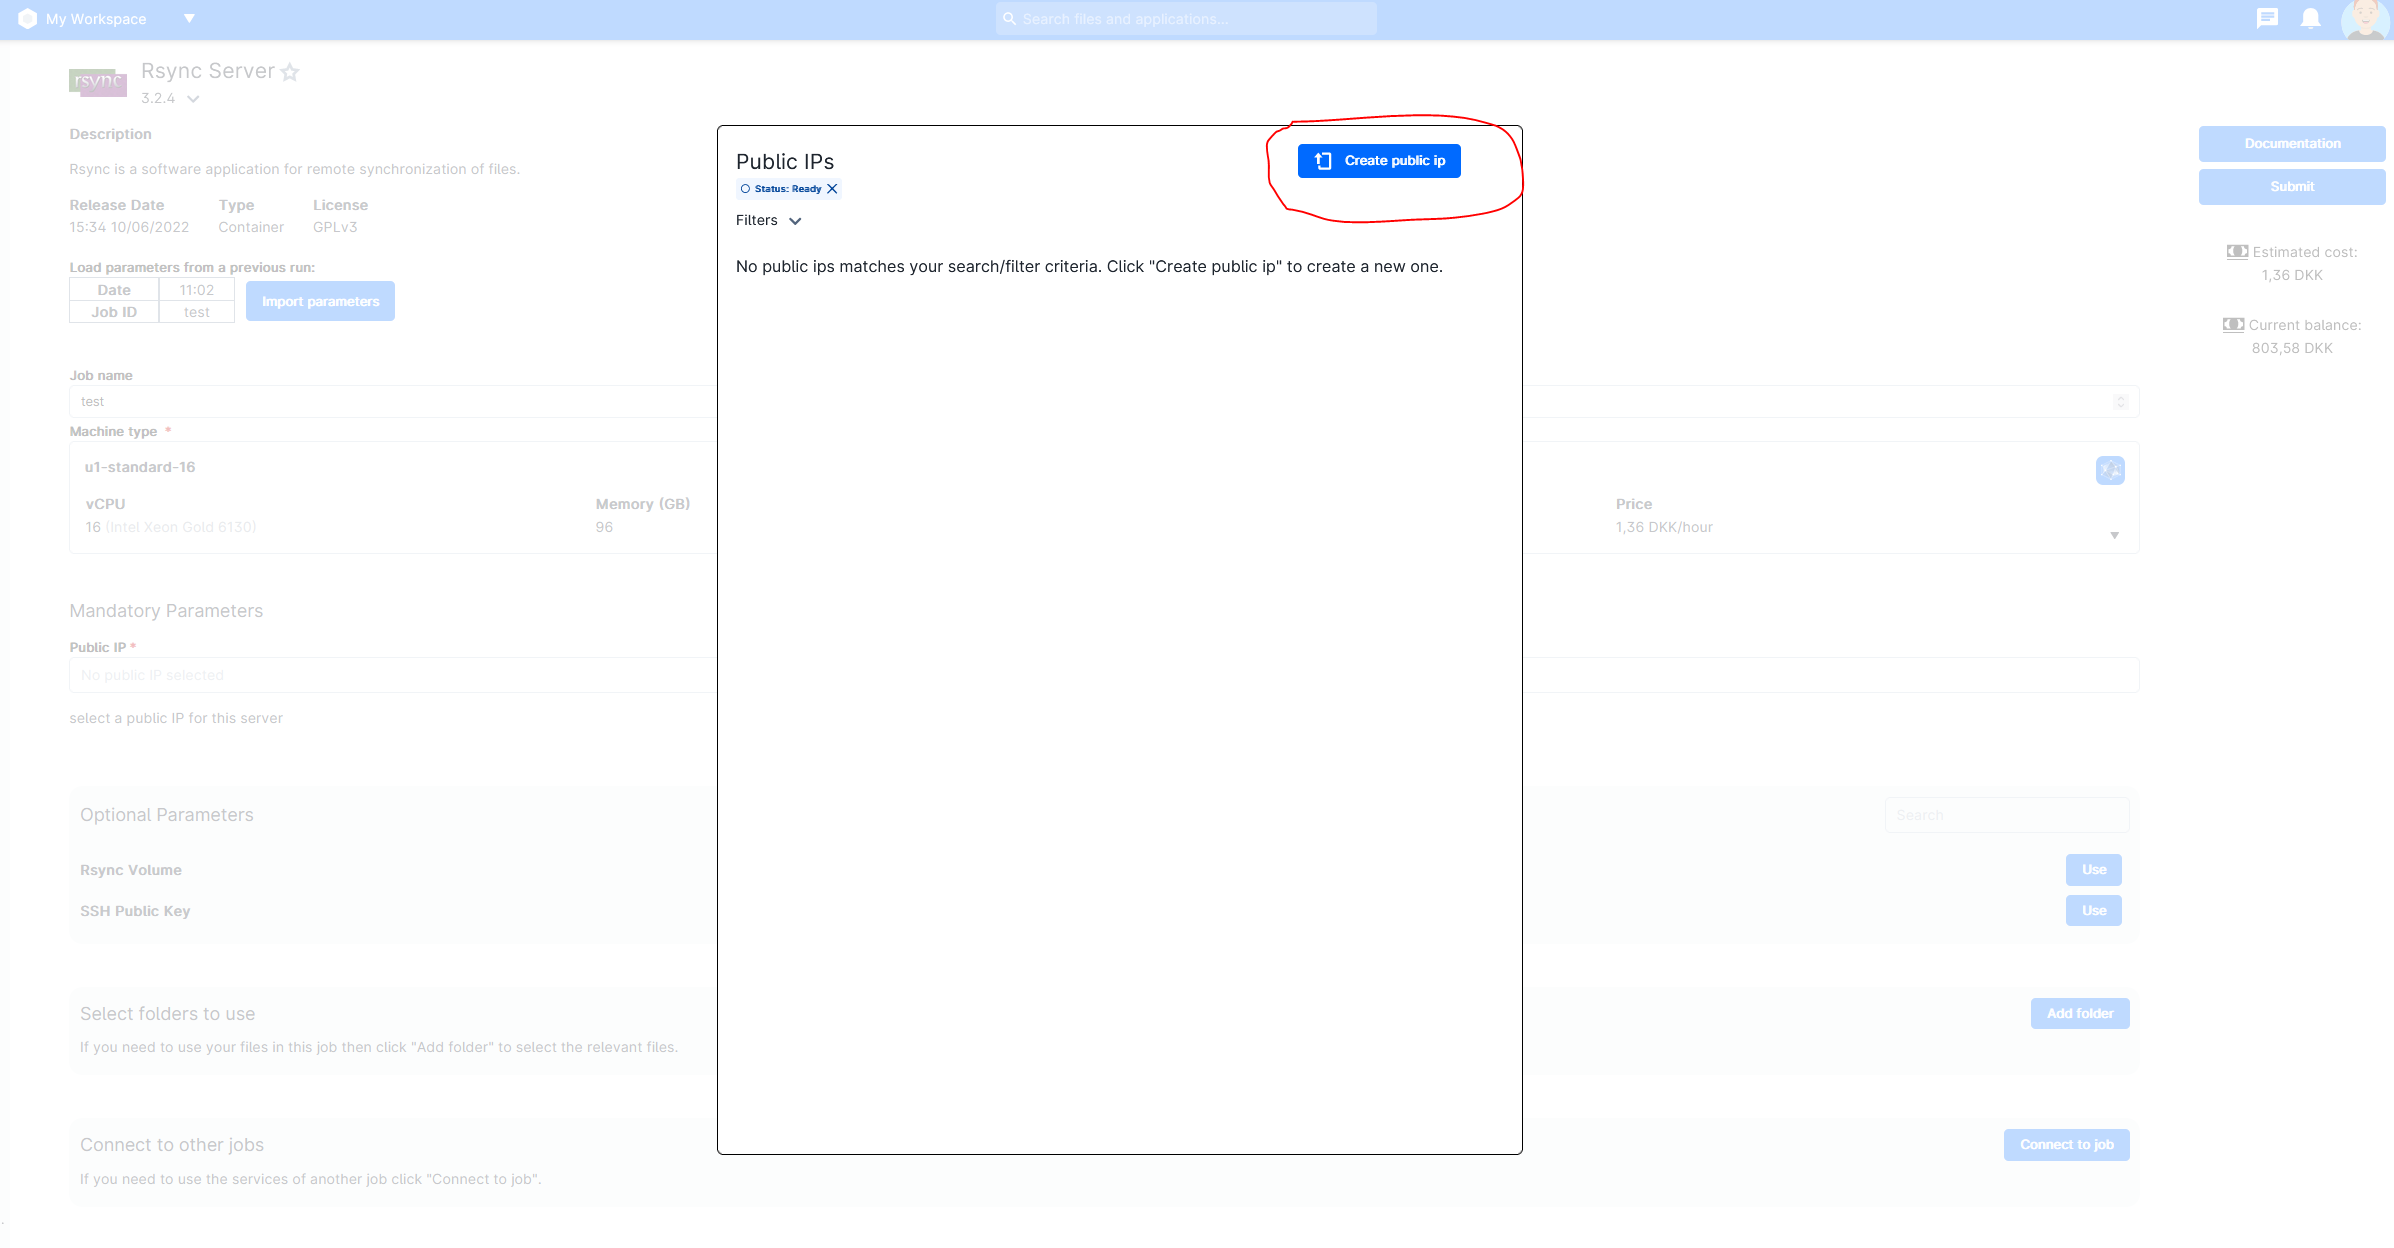 My Workspace
Search files and applications...
rsync
Rsync Server
3.2.4
Description
Rsync is a software application for remote synchronization of files.
Release Date Type License
15:34 10/06/2022 Container GPLv3
Load parameters from a previous run:
Date 11:02
Job ID test
Import parameters
Job name
test
Machine type *
u1-standard-16
vCPU Memory (GB) Price
16 (Intel Xeon Gold 6130) 96 1,36 DKK/hour
Mandatory Parameters
Public IP *
No public IP selected
select a public IP for this server
Optional Parameters
Search
Rsync Volume Use
SSH Public Key Use
Select folders to use
Add folder
If you need to use your files in this job then click "Add folder" to select the relevant files.
Connect to other jobs
Connect to job
If you need to use the services of another job click "Connect to job".
Public IPs
Create public ip
Status: Ready
Filters
No public ips matches your search/filter criteria. Click "Create public ip" to create a new one.
Documentation
Submit
Estimated cost:
1,36 DKK
Current balance:
803,58 DKK